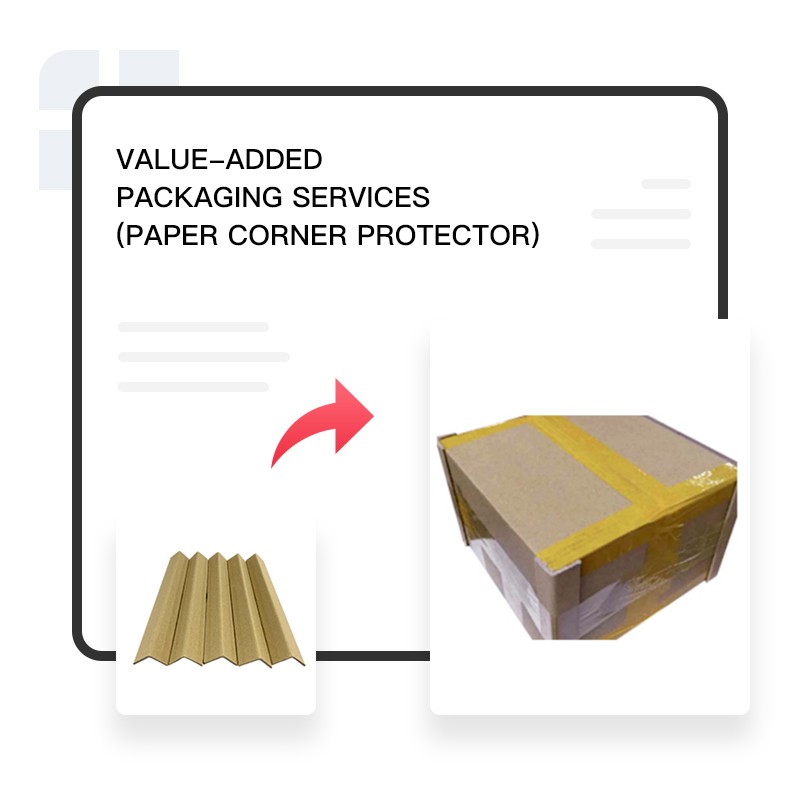 VALUE–ADDED
PACKAGING SERVICES
(PAPER CORNER PROTECTOR)